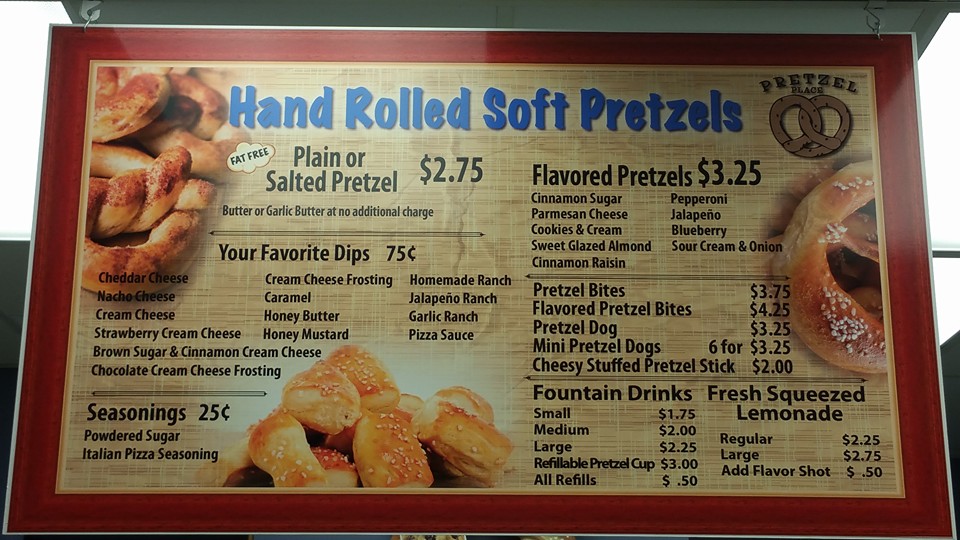 Hand Rolled Soft Pretzels
PRETZEL
PLACE
FAT FREE
Plain or
Salted Pretzel $2.75
Butter or Garlic Butter at no additional charge
Your Favorite Dips 75¢
Cheddar Cheese
Nacho Cheese
Cream Cheese
Strawberry Cream Cheese
Brown Sugar & Cinnamon Cream Cheese
Chocolate Cream Cheese Frosting
Cream Cheese Frosting
Caramel
Honey Butter
Honey Mustard
Homemade Ranch
Jalapeño Ranch
Garlic Ranch
Pizza Sauce
Seasonings 25¢
Powdered Sugar
Italian Pizza Seasoning
Flavored Pretzels $3.25
Cinnamon Sugar
Parmesan Cheese
Cookies & Cream
Sweet Glazed Almond
Cinnamon Raisin
Pepperoni
Jalapeño
Blueberry
Sour Cream & Onion
Pretzel Bites $3.75
Flavored Pretzel Bites $4.25
Pretzel Dog $3.25
Mini Pretzel Dogs 6 for $3.25
Cheesy Stuffed Pretzel Stick $2.00
Fountain Drinks
Small $1.75
Medium $2.00
Large $2.25
Refillable Pretzel Cup $3.00
All Refills $ .50
Fresh Squeezed
Lemonade
Regular $2.25
Large $2.75
Add Flavor Shot $ .50